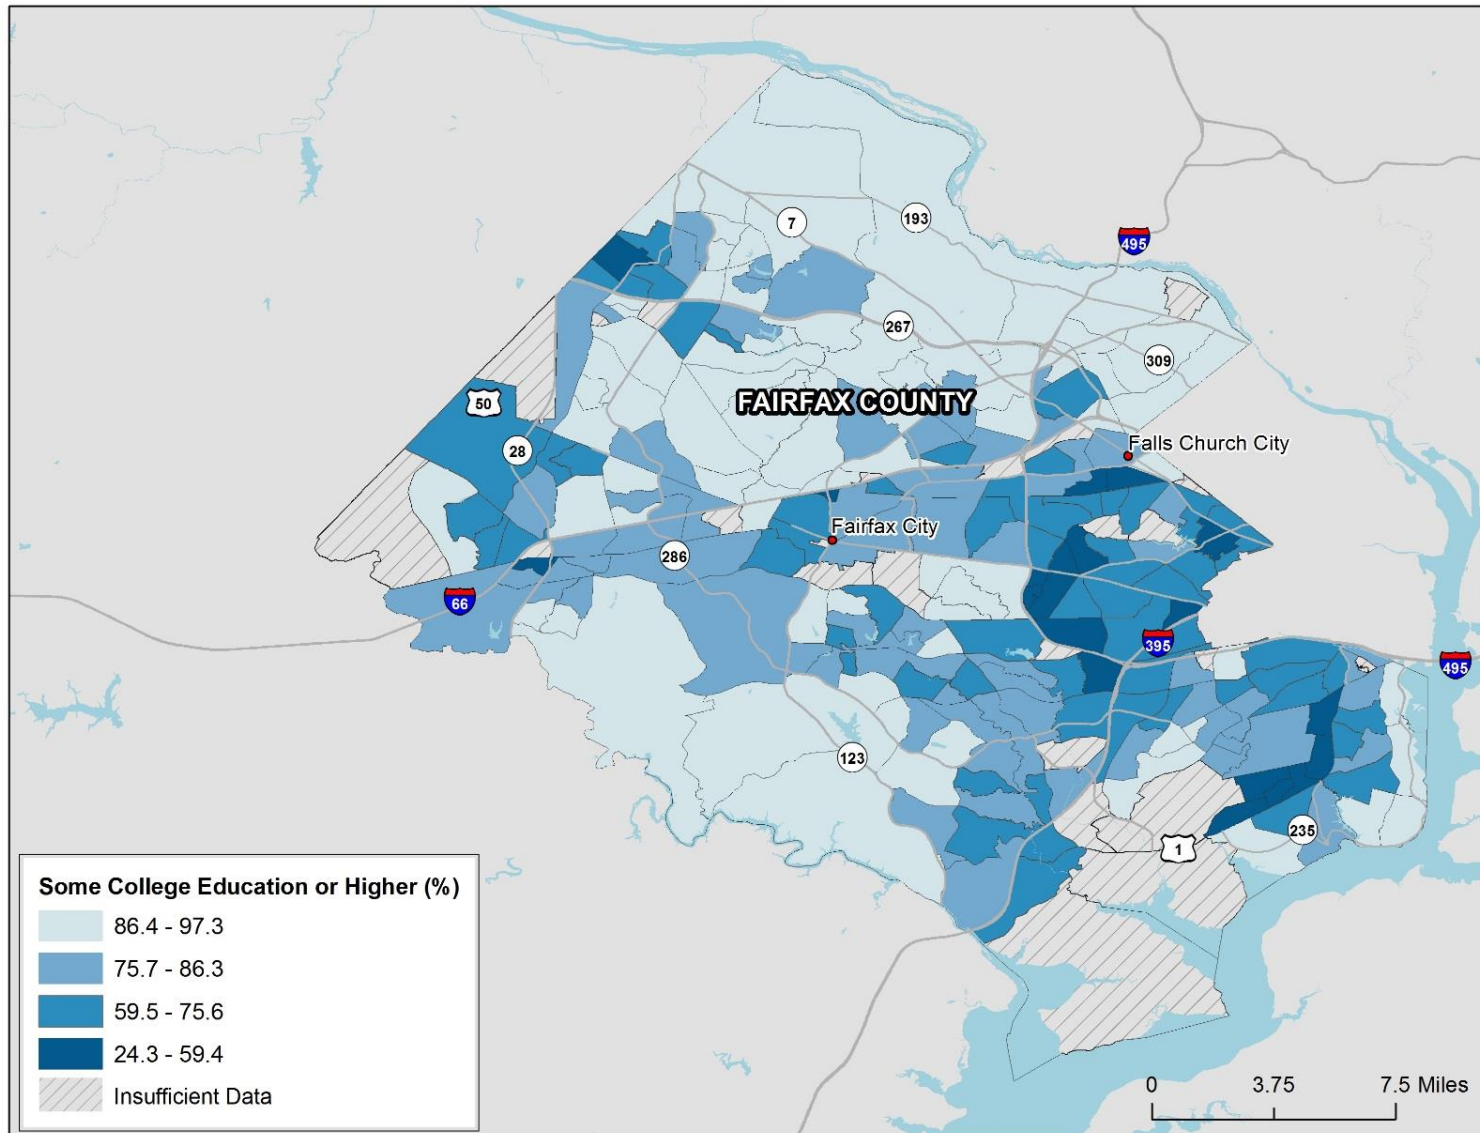 193
7
495
267
309
FAIRFAX COUNTY
50
28
Falls Church City
Fairfax City
286
66
395
495
123
235
1
Some College Education or Higher (%)
86.4 - 97.3
75.7 - 86.3
59.5 - 75.6
24.3 - 59.4
Insufficient Data
0 3.75 7.5 Miles